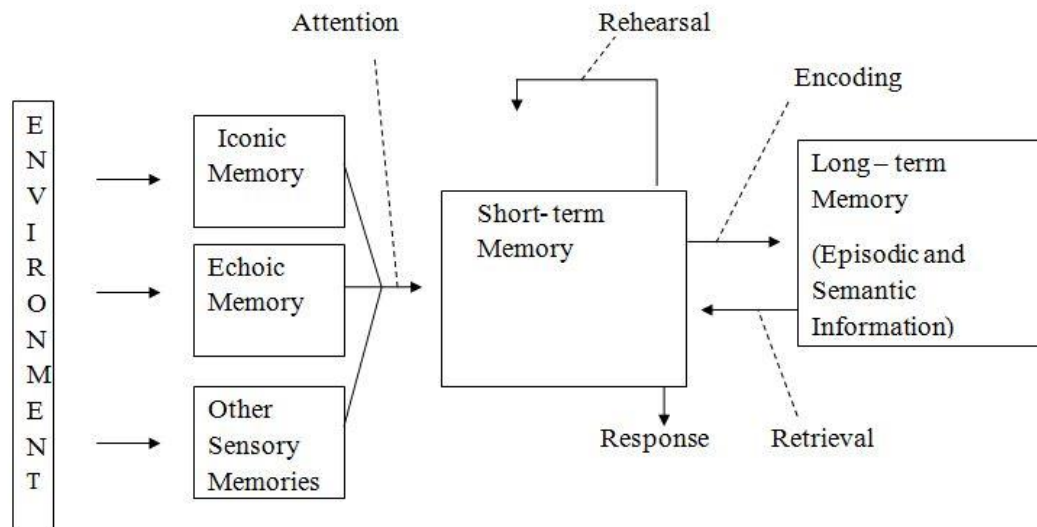 Attention
Rehearsal
Encoding
E
N
V
I
R
O
N
M
E
N
T
Iconic
Memory
Echoic
Memory
Other
Sensory
Memories
Short- term
Memory
Long – term
Memory
(Episodic and
Semantic
Information)
Response
Retrieval